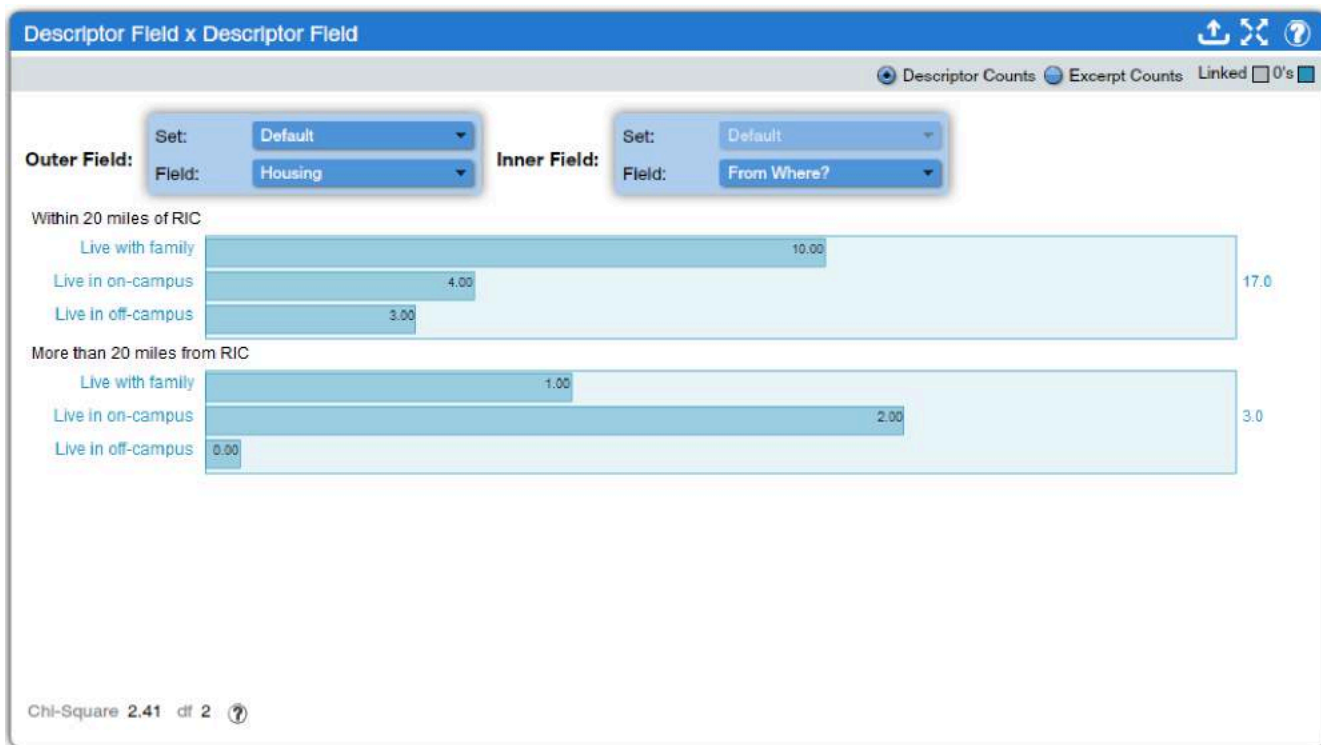 Descriptor Field x Descriptor Field
Descriptor Counts Excerpt Counts Linked 0's
Outer Field: Set: Default Inner Field: Set: Default
Field: Housing Field: From Where?
Within 20 miles of RIC
Live with family 10.00
Live in on-campus 4.00 17.0
Live in off-campus 3.00
More than 20 miles from RIC
Live with family 1.00
Live in on-campus 2.00 3.0
Live in off-campus 0.00
Chi-Square 2.41 df 2 ?